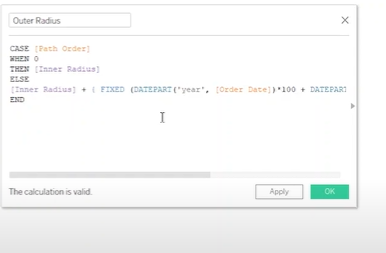 Outer Radius
CASE [Path Order]
WHEN 0
THEN [Inner Radius]
ELSE
[Inner Radius] + { FIXED (DATEPART('year', [Order Date])*100 + DATEPART
END
The calculation is valid.
Apply
OK